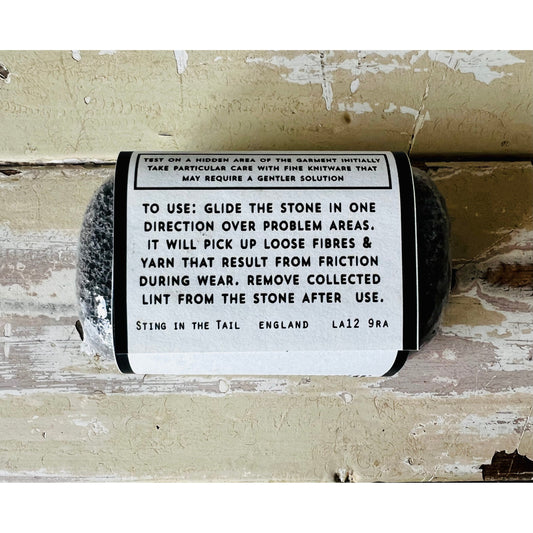 TEST ON A HIDDEN AREA OF THE GARMENT INITIALLY
TAKE PARTICULAR CARE WITH FINE KNITWARE THAT
MAY REQUIRE A GENTLER SOLUTION
TO USE: GLIDE THE STONE IN ONE
DIRECTION OVER PROBLEM AREAS.
IT WILL PICK UP LOOSE FIBRES &
YARN THAT RESULT FROM FRICTION
DURING WEAR. REMOVE COLLECTED
LINT FROM THE STONE AFTER USE.
STING IN THE TAIL ENGLAND LA12 9RA